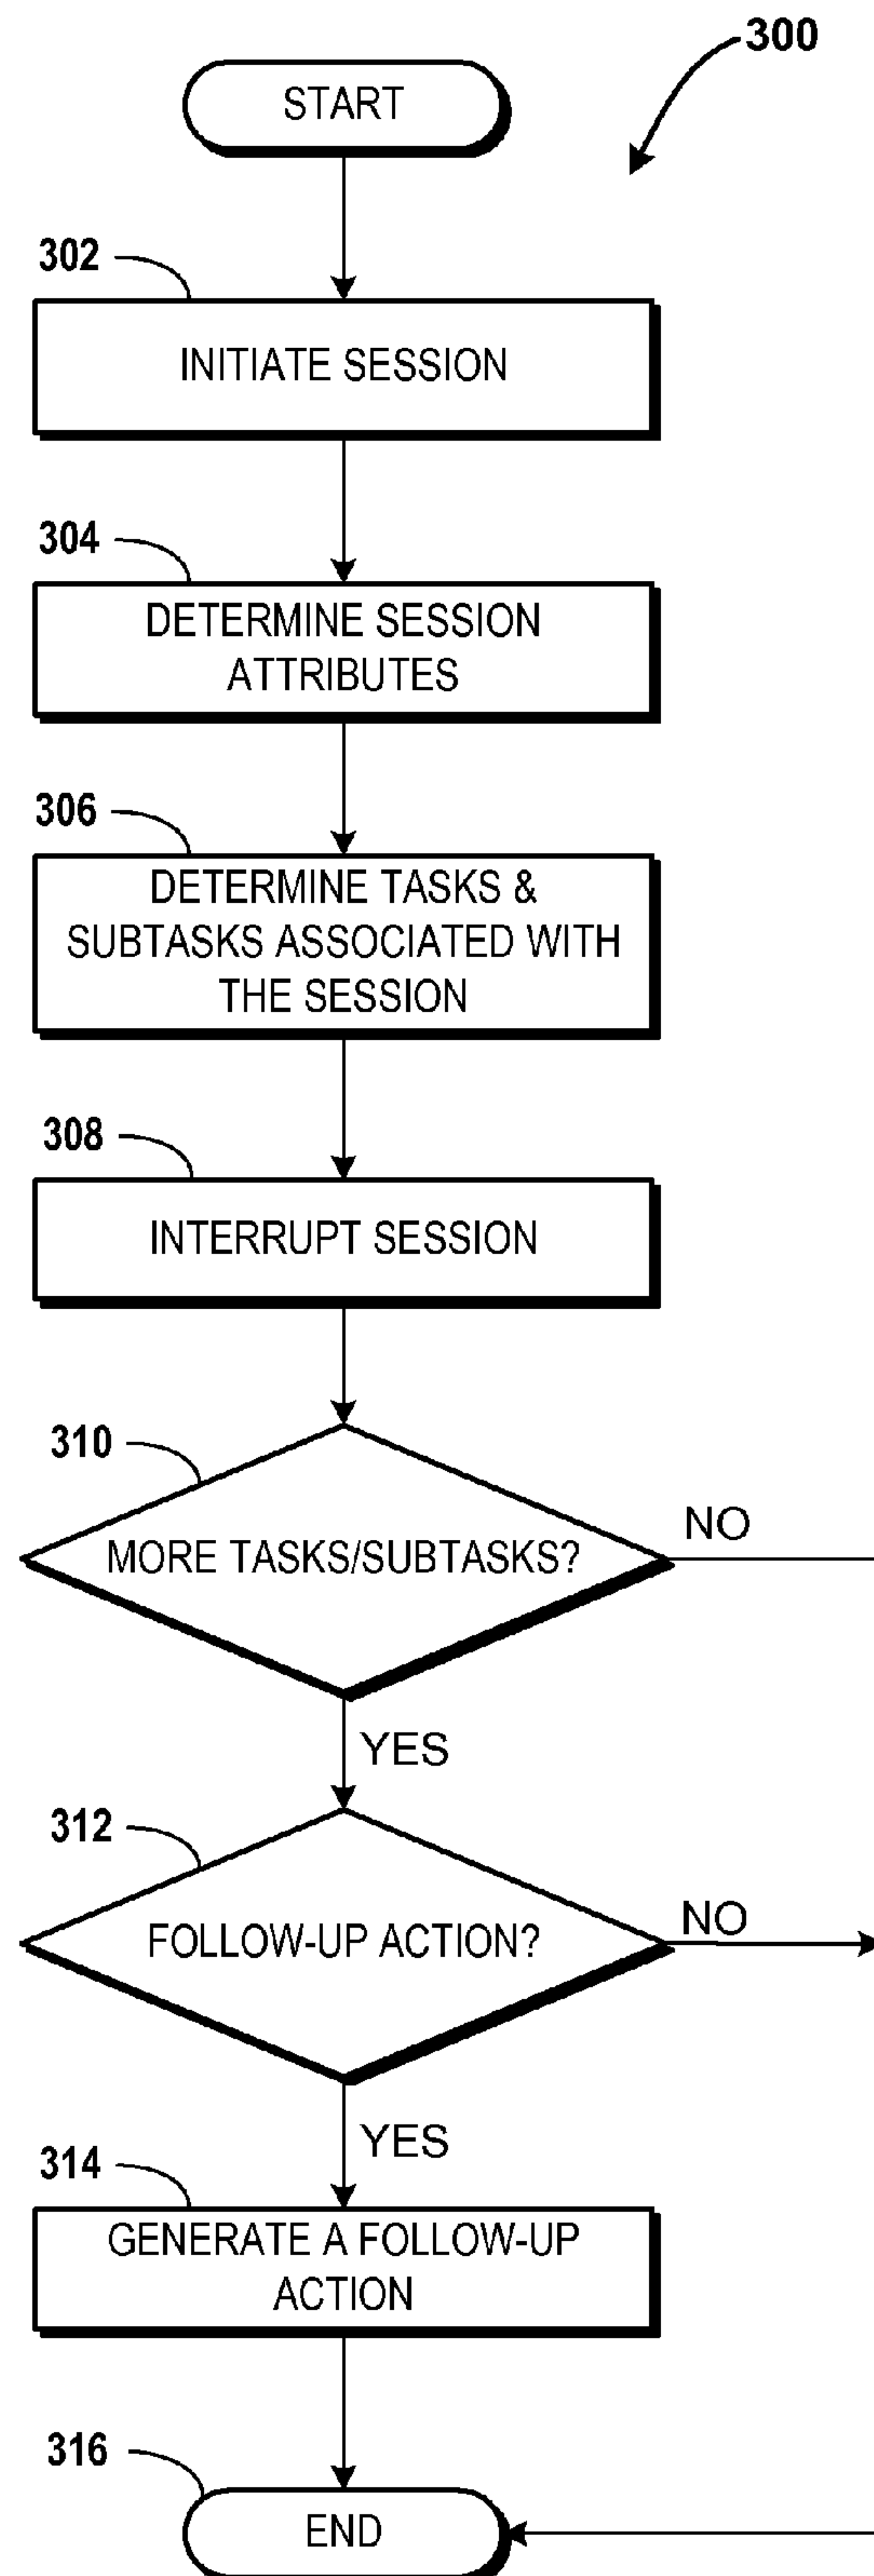 300
START
302
INITIATE SESSION
304
DETERMINE SESSION
ATTRIBUTES
306
DETERMINE TASKS &
SUBTASKS ASSOCIATED WITH
THE SESSION
308
INTERRUPT SESSION
310
MORE TASKS/SUBTASKS?
NO
YES
312
FOLLOW-UP ACTION?
NO
YES
314
GENERATE A FOLLOW-UP
ACTION
316
END